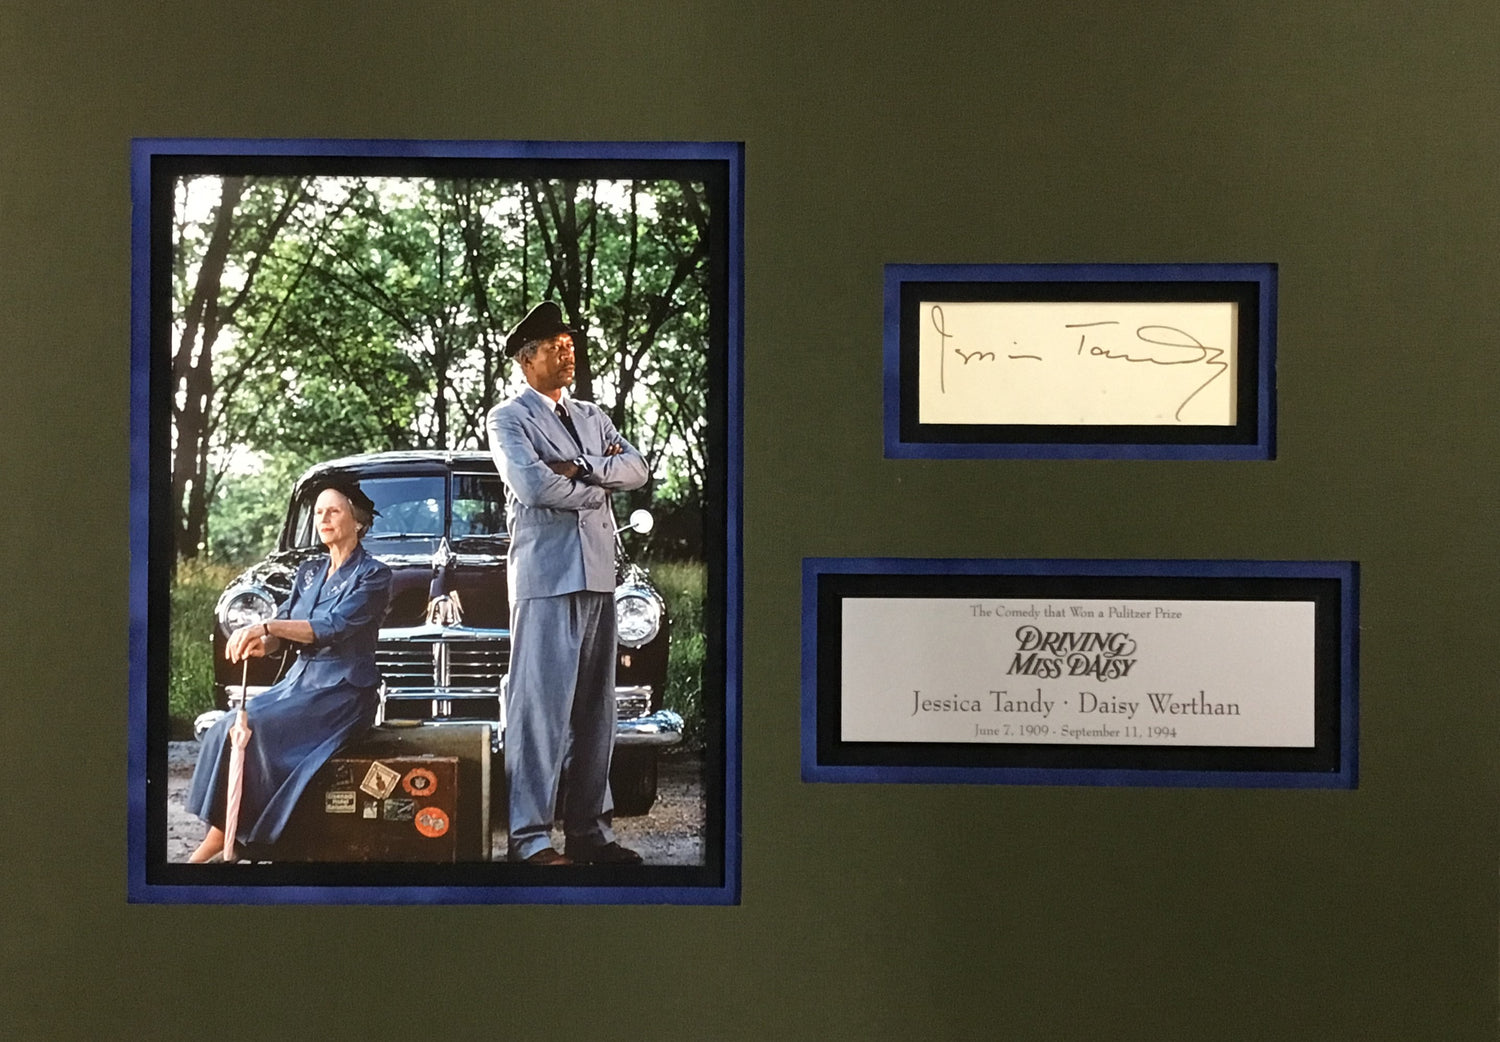 Jessica Tandy
The Comedy that Won a Pulitzer Prize
DRIVING
MISS DAISY
Jessica Tandy · Daisy Werthan
June 7, 1909 - September 11, 1994